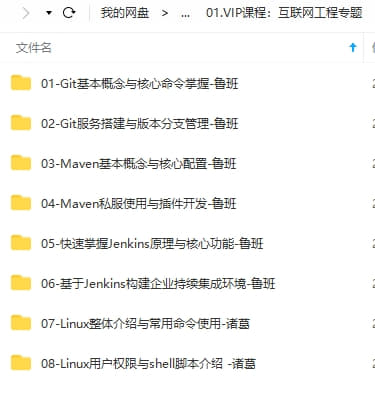 我的网盘 > ... 01.VIP课程：互联网工程专题
文件名
01-Git基本概念与核心命令掌握-鲁班
02-Git服务搭建与版本分支管理-鲁班
03-Maven基本概念与核心配置-鲁班
04-Maven私服使用与插件开发-鲁班
05-快速掌握Jenkins原理与核心功能-鲁班
06-基于Jenkins构建企业持续集成环境-鲁班
07-Linux整体介绍与常用命令使用-诸葛
08-Linux用户权限与shell脚本介绍 -诸葛